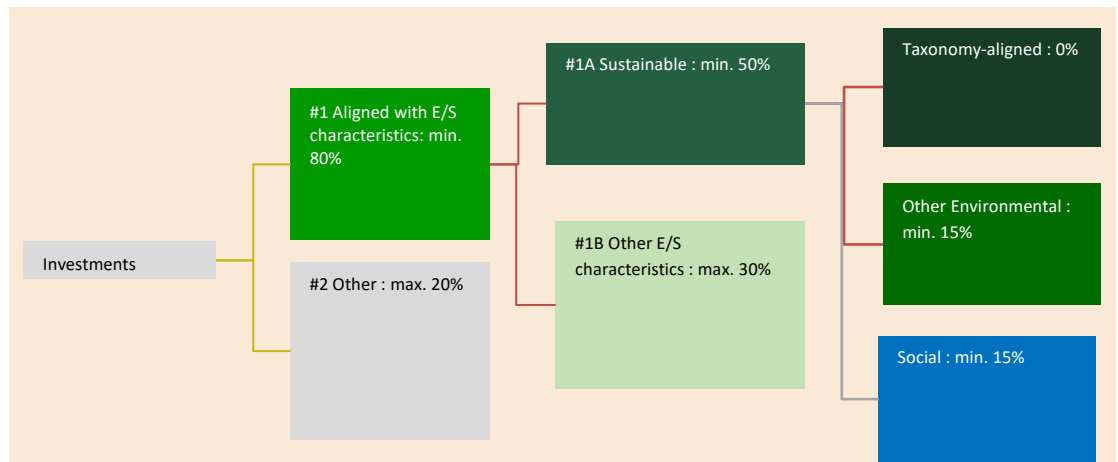 Investments
#1 Aligned with E/S
characteristics: min.
80%
#2 Other : max. 20%
#1A Sustainable : min. 50%
#1B Other E/S
characteristics : max. 30%
Taxonomy-aligned : 0%
Other Environmental :
min. 15%
Social : min. 15%